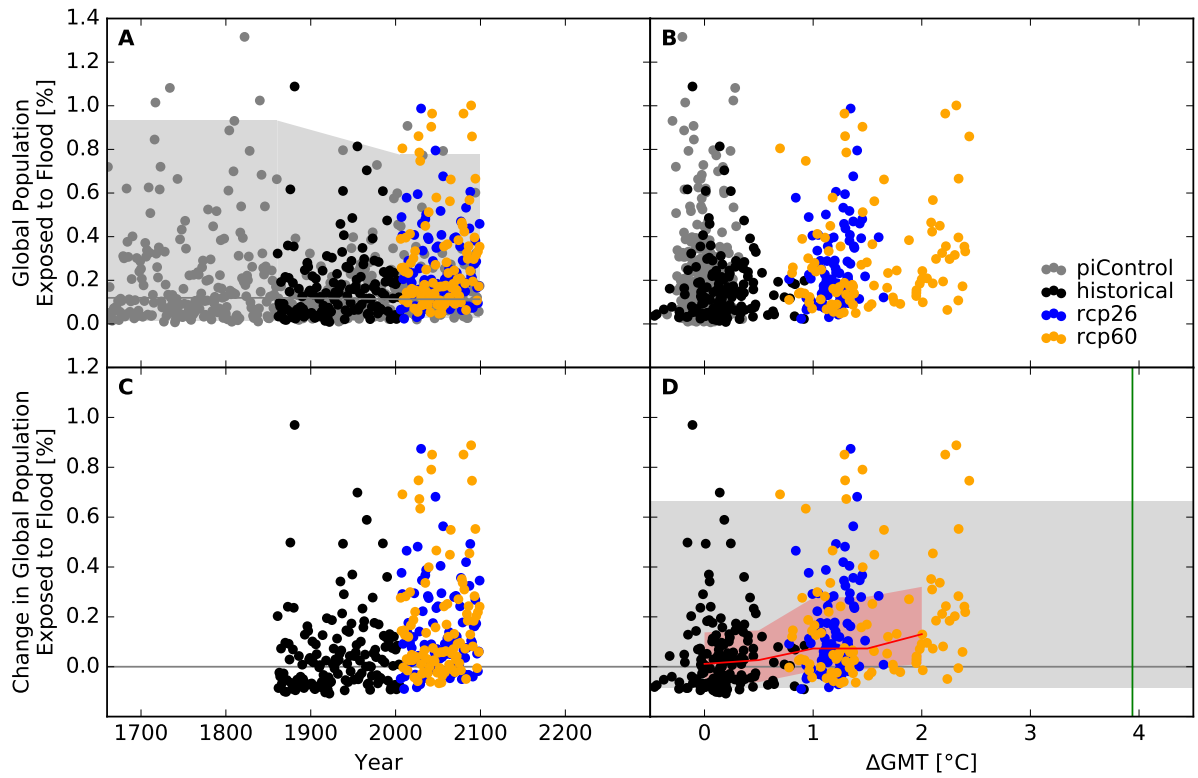 1.4
1.2
1.0
0.8
0.6
0.4
0.2
0.0
Global Population
Exposed to Flood [%]
A
B
piControl
historical
rcp26
rcp60
1.2
1.0
0.8
0.6
0.4
0.2
0.0
Change in Global Population
Exposed to Flood [%]
C
D
1700 1800 1900 2000 2100 2200
0 1 2 3 4
Year
ΔGMT [°C]